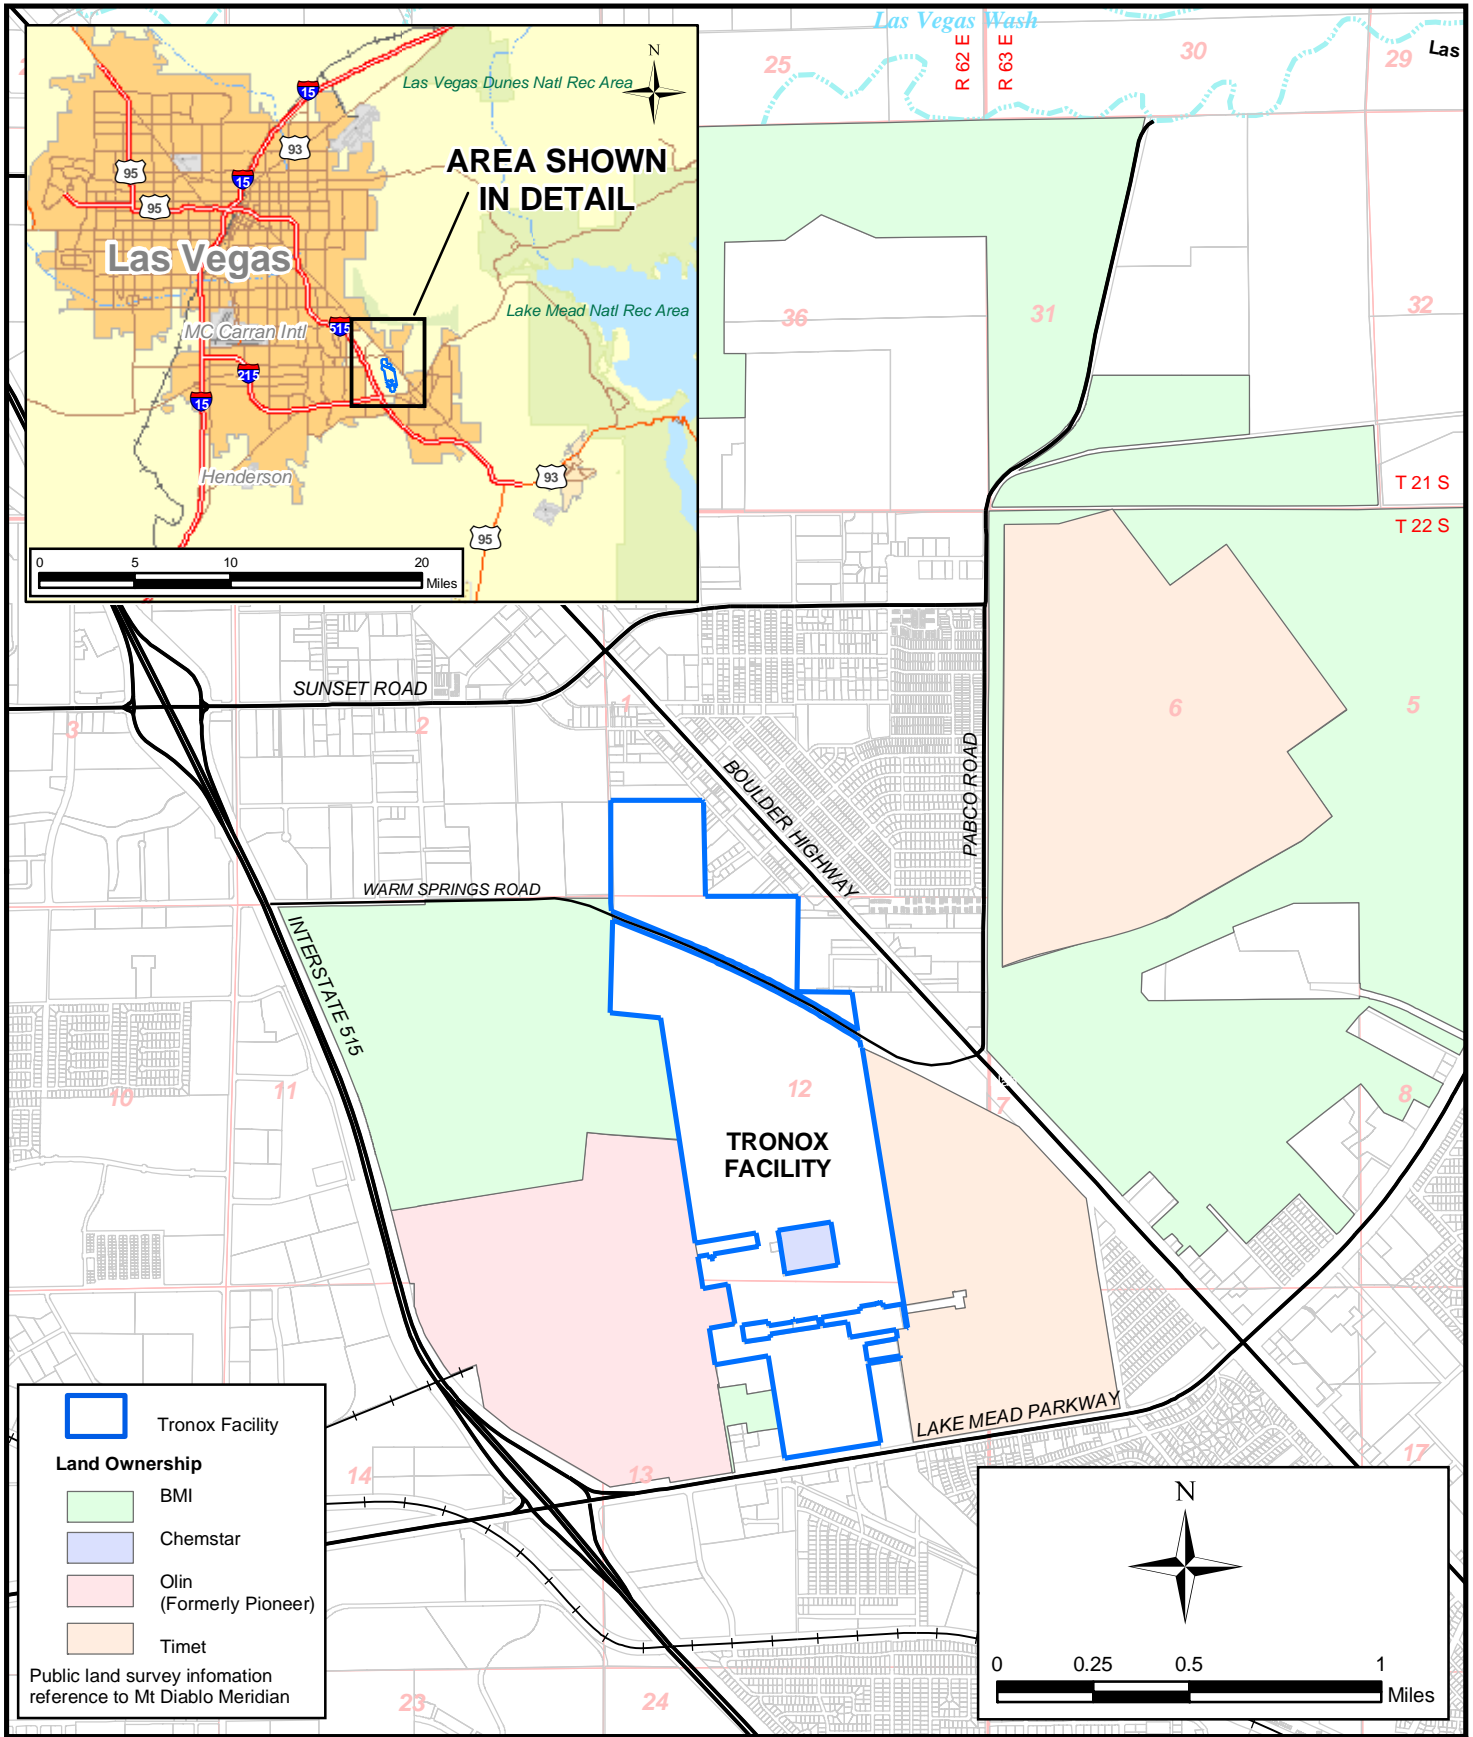 Las Vegas Wash
25
R 62 E
R 63 E
30
29
Las
N
Las Vegas Dunes Natl Rec Area
15
93
AREA SHOWN
IN DETAIL
95
15
95
Las Vegas
Lake Mead Natl Rec Area
MC Carran Intl
515
215
15
Henderson
93
95
0 5 10 20
Miles
36
31
32
T 21 S
T 22 S
SUNSET ROAD
3
2
1
6
5
BOULDER HIGHWAY
PABCO ROAD
WARM SPRINGS ROAD
INTERSTATE 515
10
11
12
7
8
TRONOX
FACILITY
LAKE MEAD PARKWAY
14
13
17
23
24
Tronox Facility
Land Ownership
BMI
Chemstar
Olin
(Formerly Pioneer)
Timet
Public land survey infomation
reference to Mt Diablo Meridian
N
0 0.25 0.5 1
Miles